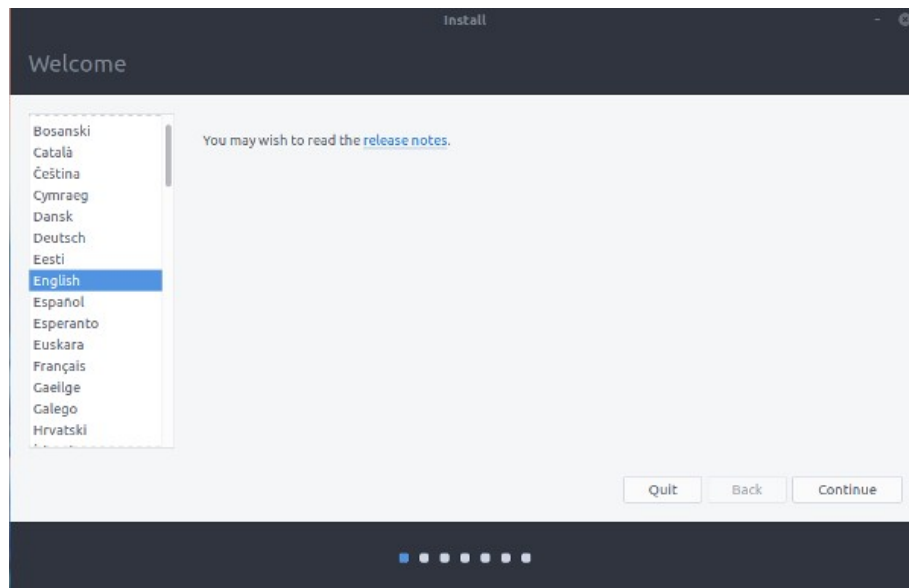 Install
Welcome
Bosanski
Català
Čeština
Cymraeg
Dansk
Deutsch
Eesti
English
Español
Esperanto
Euskara
Français
Gaeilge
Galego
Hrvatski
You may wish to read the release notes.
Quit
Back
Continue